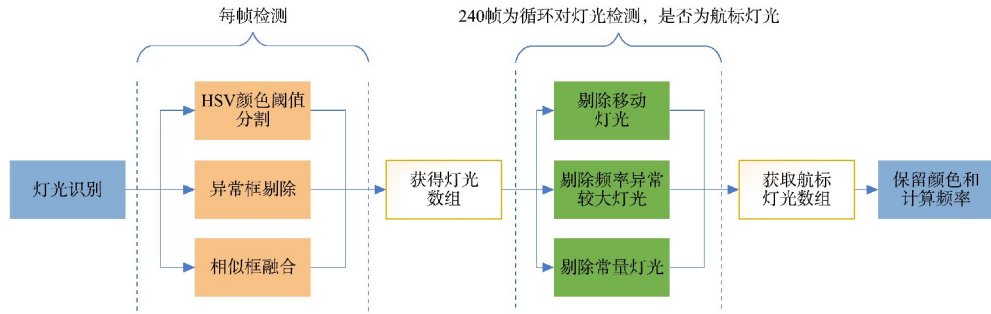 每帧检测
240帧为循环对灯光检测，是否为航标灯光
灯光识别
HSV颜色阈值
分割
异常框剔除
相似框融合
获得灯光
数组
剔除移动
灯光
剔除频率异常
较大灯光
剔除常量灯光
获取航标
灯光数组
保留颜色和
计算频率